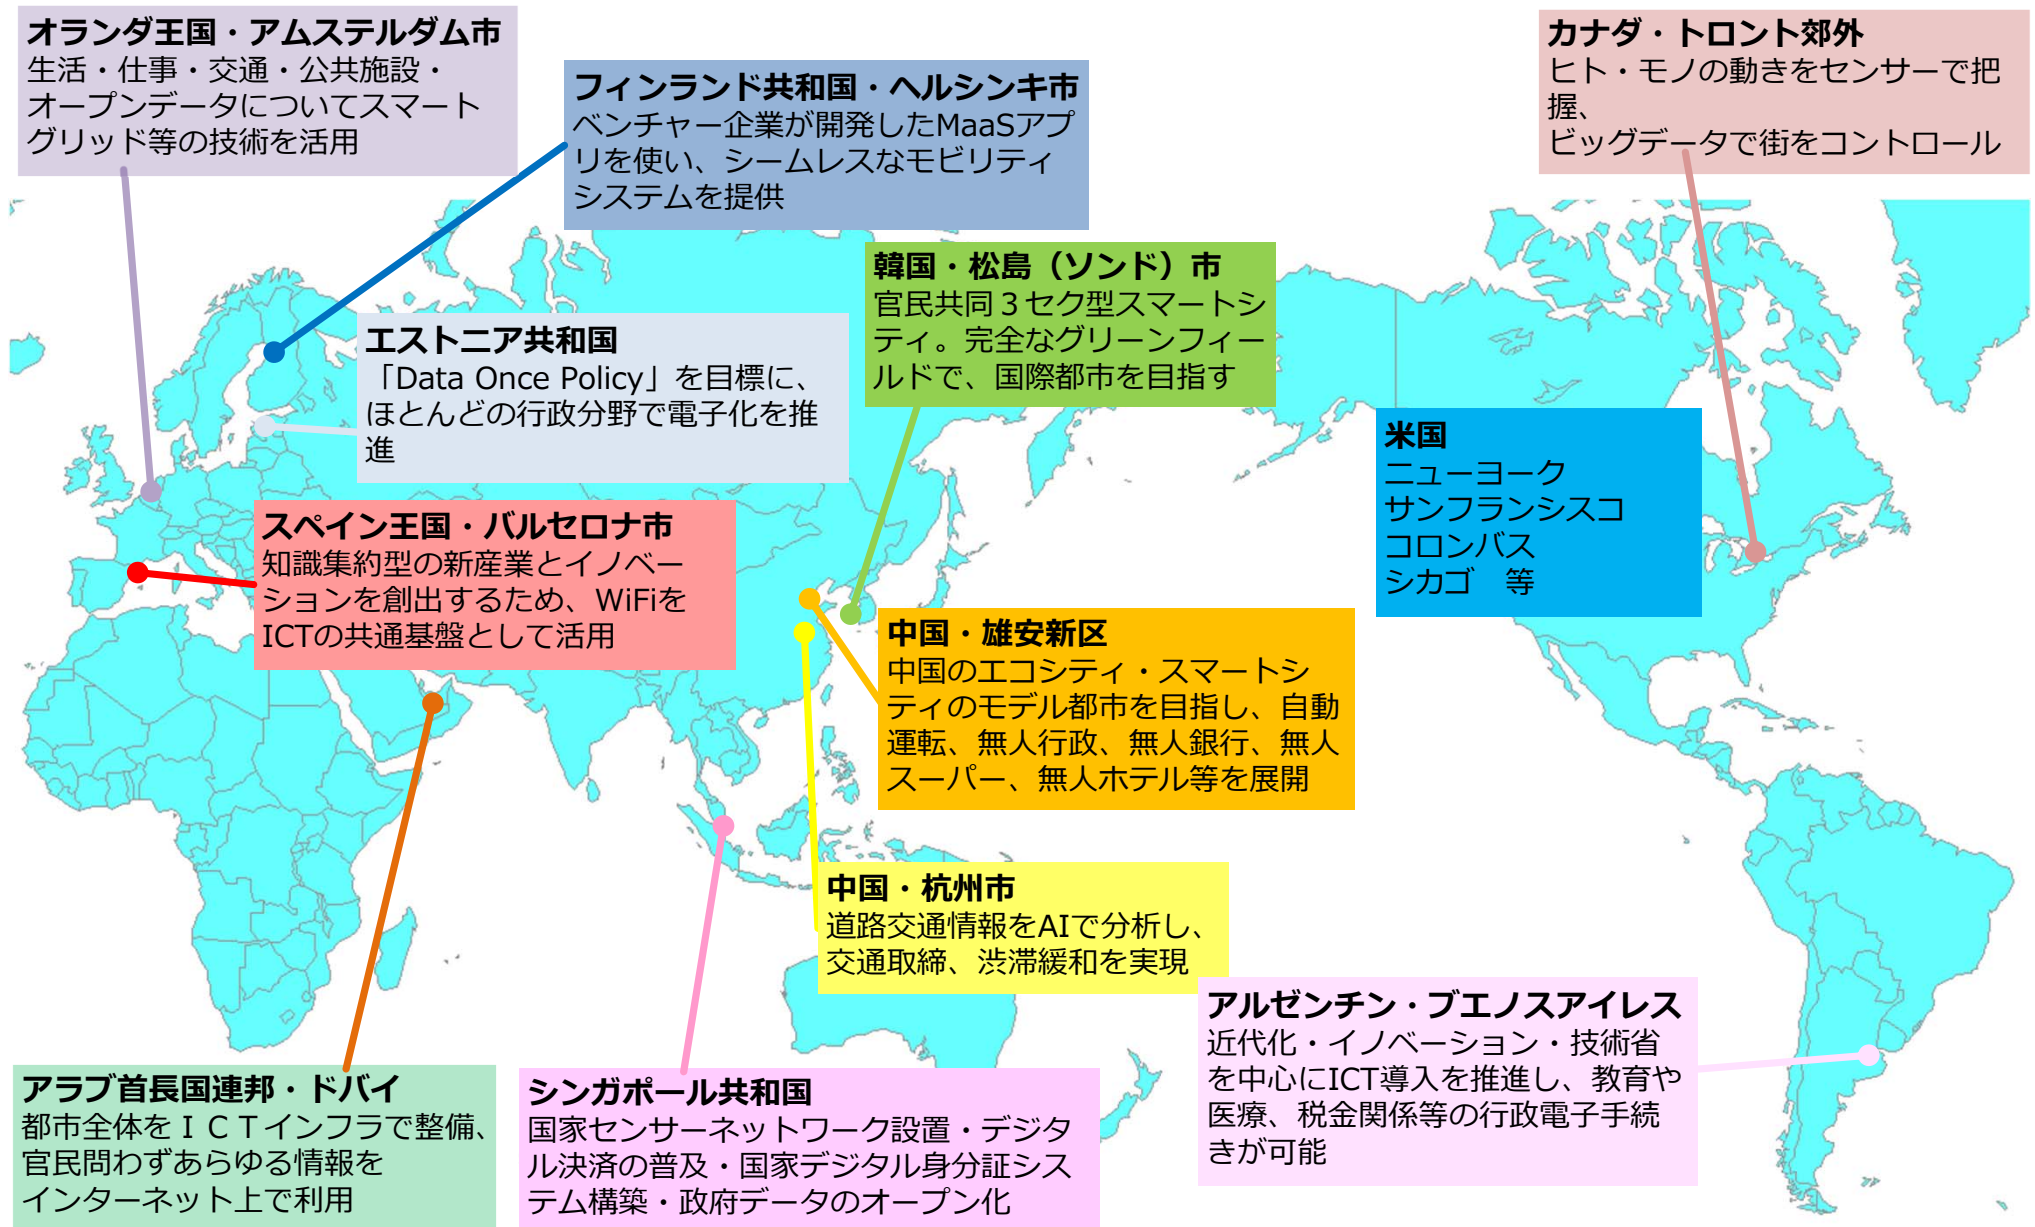 オランダ王国・アムステルダム市
生活・仕事・交通・公共施設・
オープンデータについてスマート
グリッド等の技術を活用
フィンランド共和国・ヘルシンキ市
ベンチャー企業が開発したMaaSアプ
リを使い、シームレスなモビリティ
システムを提供
カナダ・トロント郊外
ヒト・モノの動きをセンサーで把
握、
ビッグデータで街をコントロール
韓国・松島（ソンド）市
官民共同３セク型スマートシ
ティ。完全なグリーンフィー
ルドで、国際都市を目指す
エストニア共和国
「Data Once Policy」を目標に、
ほとんどの行政分野で電子化を推
進
米国
ニューヨーク
サンフランシスコ
コロンバス
シカゴ　等
スペイン王国・バルセロナ市
知識集約型の新産業とイノベー
ションを創出するため、WiFiを
ICTの共通基盤として活用
中国・雄安新区
中国のエコシティ・スマートシ
ティのモデル都市を目指し、自動
運転、無人行政、無人銀行、無人
スーパー、無人ホテル等を展開
中国・杭州市
道路交通情報をAIで分析し、
交通取締、渋滞緩和を実現
アルゼンチン・ブエノスアイレス
近代化・イノベーション・技術省
を中心にICT導入を推進し、教育や
医療、税金関係等の行政電子手続
きが可能
アラブ首長国連邦・ドバイ
都市全体をＩＣＴインフラで整備、
官民問わずあらゆる情報を
インターネット上で利用
シンガポール共和国
国家センサーネットワーク設置・デジタ
ル決済の普及・国家デジタル身分証シス
テム構築・政府データのオープン化